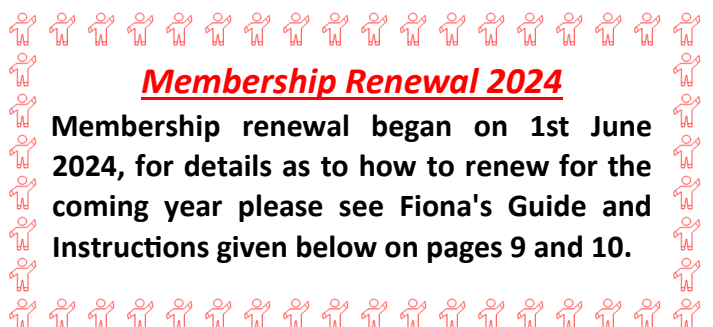 Membership Renewal 2024
Membership renewal began on 1st June
2024, for details as to how to renew for the
coming year please see Fiona's Guide and
Instructions given below on pages 9 and 10.